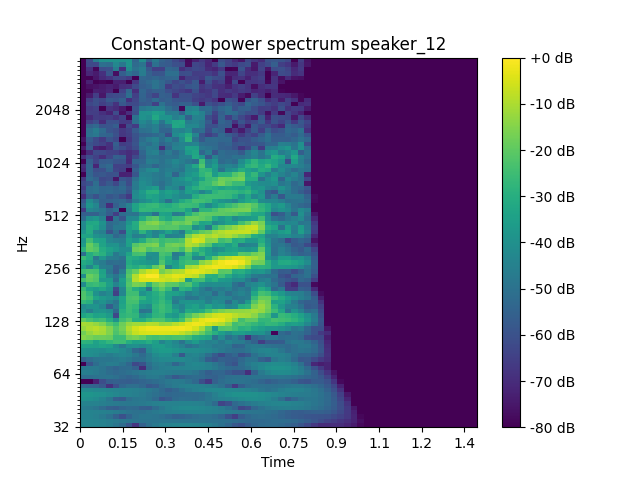 Constant-Q power spectrum speaker_12
Hz
2048
1024
512
256
128
64
32
0 0.15 0.3 0.45 0.6 0.75 0.9 1.1 1.2 1.4
Time
+0 dB
-10 dB
-20 dB
-30 dB
-40 dB
-50 dB
-60 dB
-70 dB
-80 dB